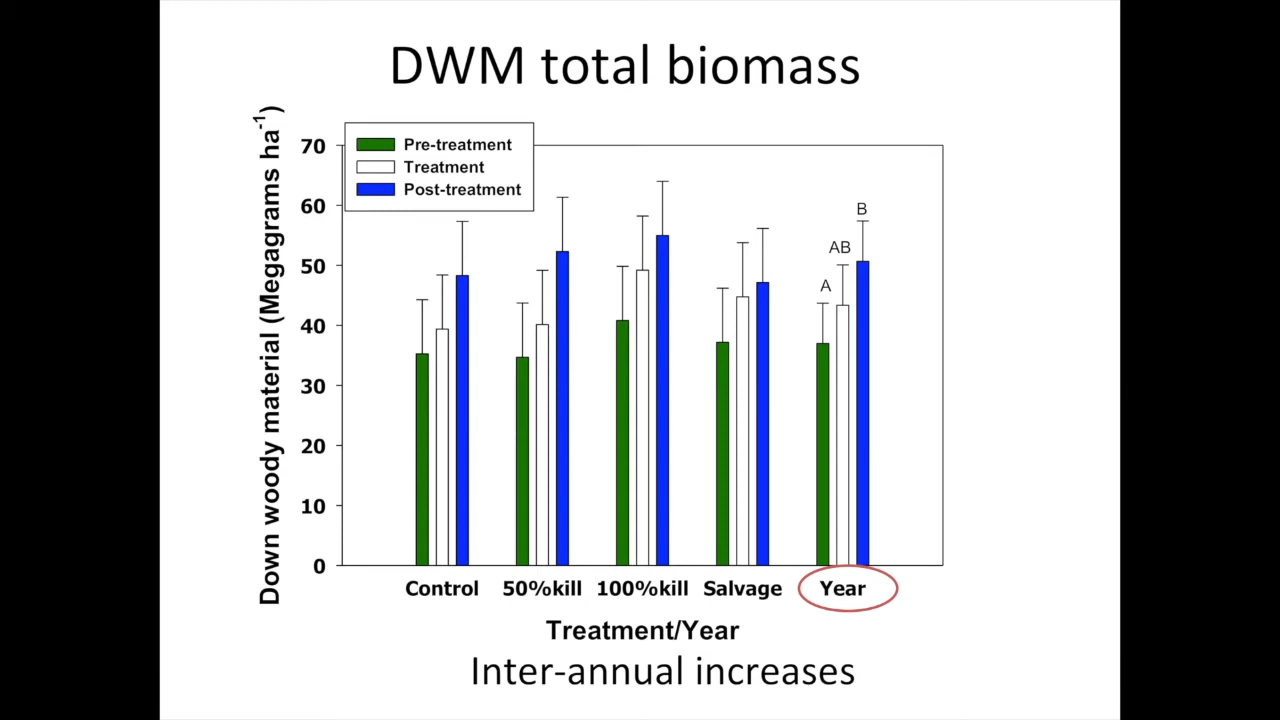 DWM total biomass
Down woody material (Megagrams ha-1)
Pre-treatment
Treatment
Post-treatment
70
60
50
40
30
20
10
0
A
AB
B
Control 50%kill 100%kill Salvage Year
Treatment/Year
Inter-annual increases